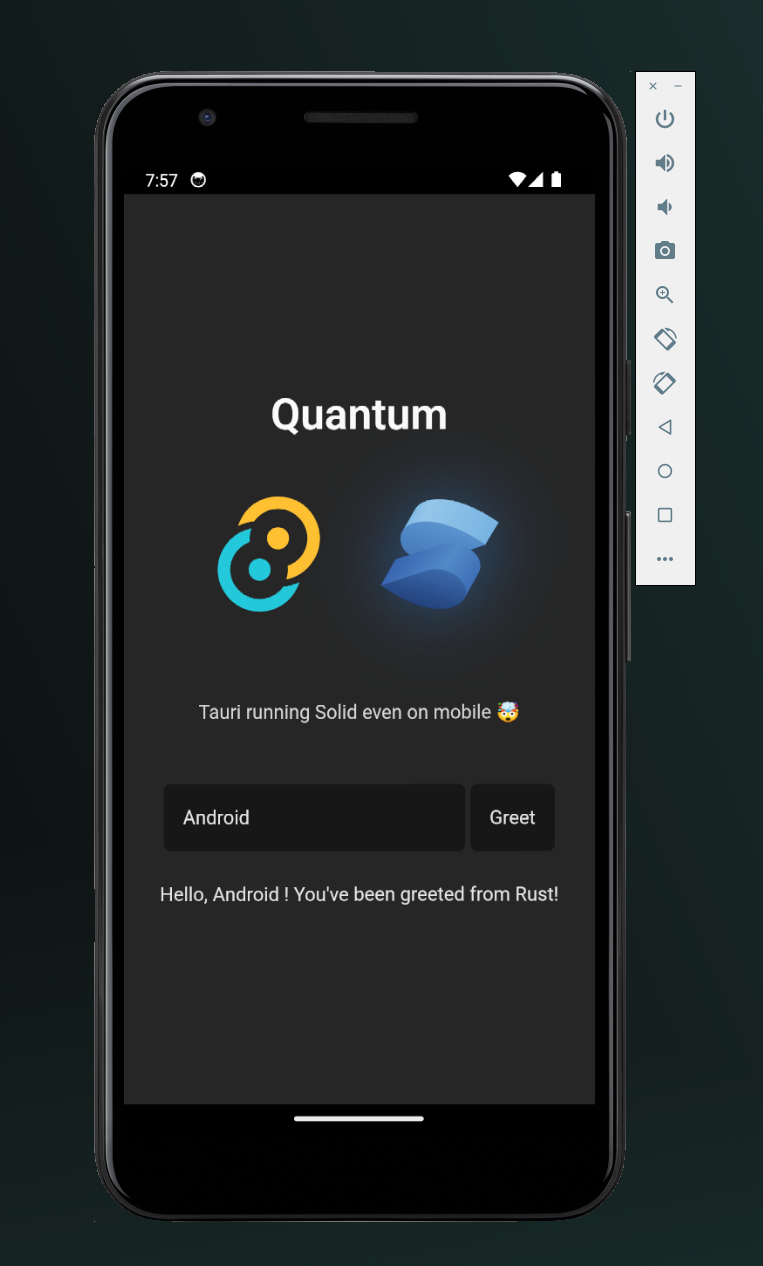 7:57
Quantum
Tauri running Solid even on mobile 🤯
Android
Greet
Hello, Android ! You've been greeted from Rust!